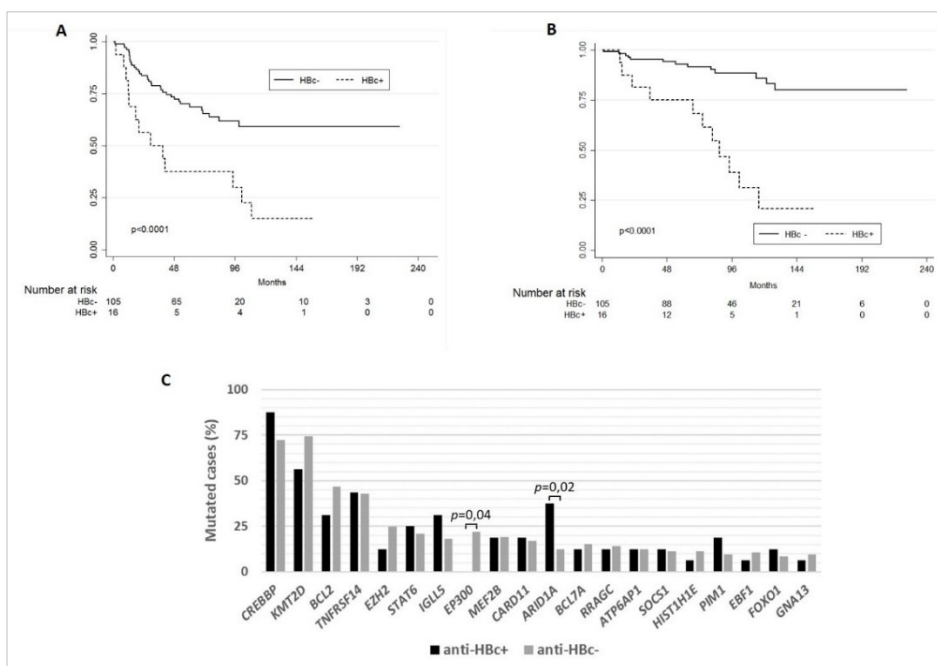 A
1.00
0.75
0.50
0.25
0.00
HBc- HBc+
p<0.0001
0 48 96 144 192 240
Months
Number at risk
HBc- 105 65 20 10 3 0
HBc+ 16 5 4 1 0 0
B
1.00
0.75
0.50
0.25
0.00
p<0.0001
HBc - HBc+
0 48 96 144 192 240
Months
Number at risk
HBc- 105 88 46 21 6 0
HBc+ 16 12 5 1 0 0
C
Mutated cases (%)
100
75
50
25
0
p=0,04
p=0,02
CREBBP
KMT2D
BCL2
TNFRSF14
EZH2
STAT6
IGLL5
EP300
MEF2B
CARD11
ARID1A
BCL7A
RRAGC
ATP6AP1
SOCS1
HIST1H1E
PIM1
EBF1
FOXO1
GNA13
anti-HBc+ anti-HBc-